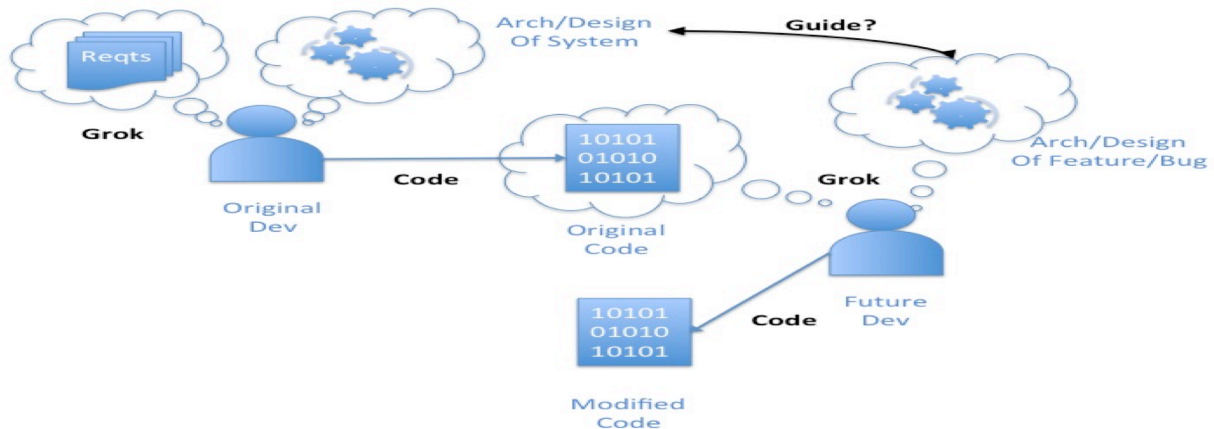 Reqts
Arch/Design
Of System
Guide?
Grok
Original
Dev
Code
10101
01010
10101
Original
Code
Grok
Arch/Design
Of Feature/Bug
Future
Dev
Code
10101
01010
10101
Modified
Code